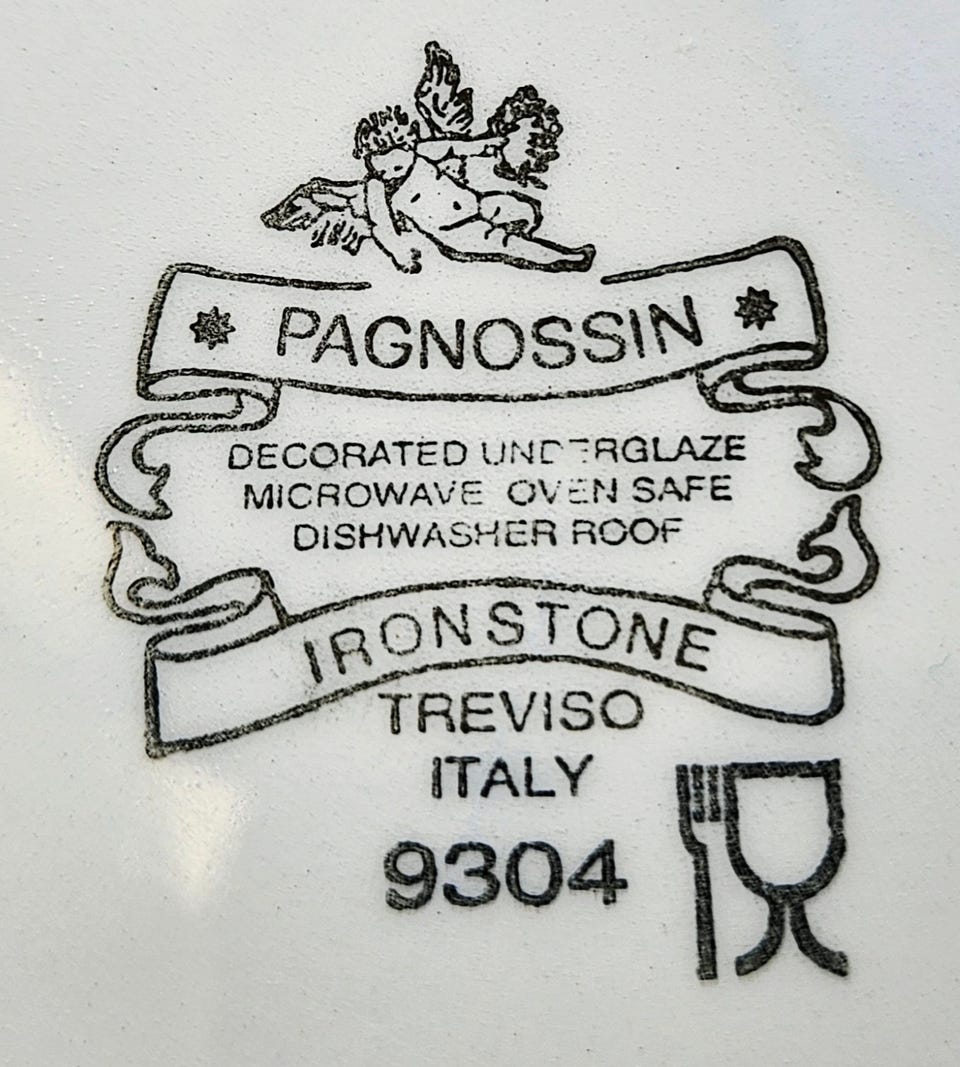 PAGNOSSIN
DECORATED UNDERGLAZE
MICROWAVE OVEN SAFE
DISHWASHER ROOF
IRONSTONE
TREVISO
ITALY
9304